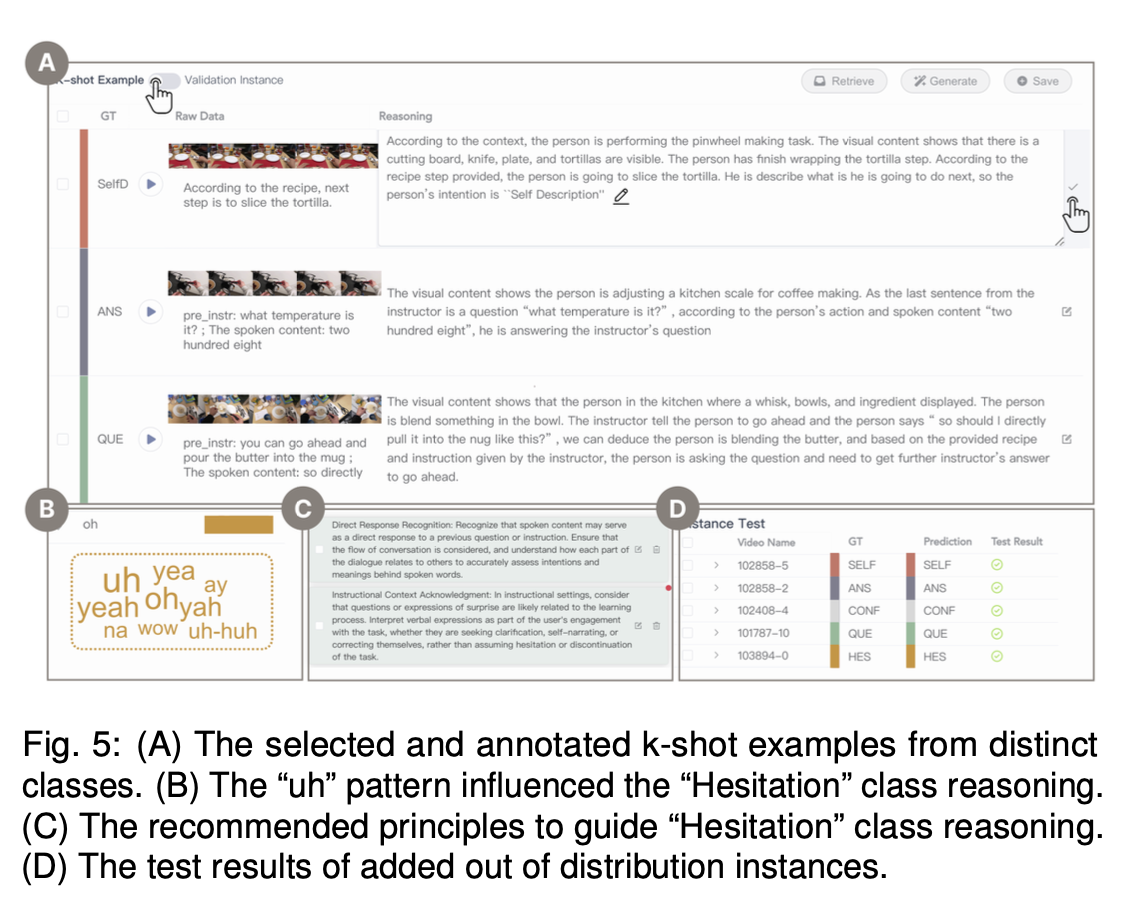 A
K-shot Example Validation Instance Retrieve Generate Save
GT Raw Data Reasoning
SelfD
According to the recipe, next
step is to slice the tortilla.
According to the context, the person is performing the pinwheel making task. The visual content shows that there is a
cutting board, knife, plate, and tortillas are visible. The person has finish wrapping the tortilla step. According to the
recipe step provided, the person is going to slice the tortilla. He is describe what is he is going to do next, so the
person's intention is ``Self Description''
ANS
pre_instr: what temperature is
it? ; The spoken content: two
hundred eight
The visual content shows the person is adjusting a kitchen scale for coffee making. As the last sentence from the
instructor is a question “what temperature is it?” , according to the person's action and spoken content “two
hundred eight”, he is answering the instructor's question
QUE
pre_instr: you can go ahead and
pour the butter into the mug ;
The spoken content: so directly
The visual content shows that the person in the kitchen where a whisk, bowls, and ingredient displayed. The person
is blend something in the bowl. The instructor tell the person to go ahead and the person says “ so should I directly
pull it into the nug like this?” , we can deduce the person is blending the butter, and based on the provided recipe
and instruction given by the instructor, the person is asking the question and need to get further instructor's answer
to go ahead.
B
oh
uh yea ay
yeah oh yah
na wow uh-huh
C
Direct Response Recognition: Recognize that spoken content may serve
as a direct response to a previous question or instruction. Ensure that
the flow of conversation is considered, and understand how each part of
the dialogue relates to others to accurately assess intentions and
meanings behind spoken words.
Instructional Context Acknowledgment: In instructional settings, consider
that questions or expressions of surprise are likely related to the learning
process. Interpret verbal expressions as part of the user's engagement
with the task, whether they are seeking clarification, self-narrating, or
correcting themselves, rather than assuming hesitation or discontinuation
of the task.
D
stance Test
Video Name GT Prediction Test Result
102858-5 SELF SELF
102858-2 ANS ANS
102408-4 CONF CONF
101787-10 QUE QUE
103894-0 HES HES
Fig. 5: (A) The selected and annotated k-shot examples from distinct
classes. (B) The “uh” pattern influenced the “Hesitation” class reasoning.
(C) The recommended principles to guide “Hesitation” class reasoning.
(D) The test results of added out of distribution instances.